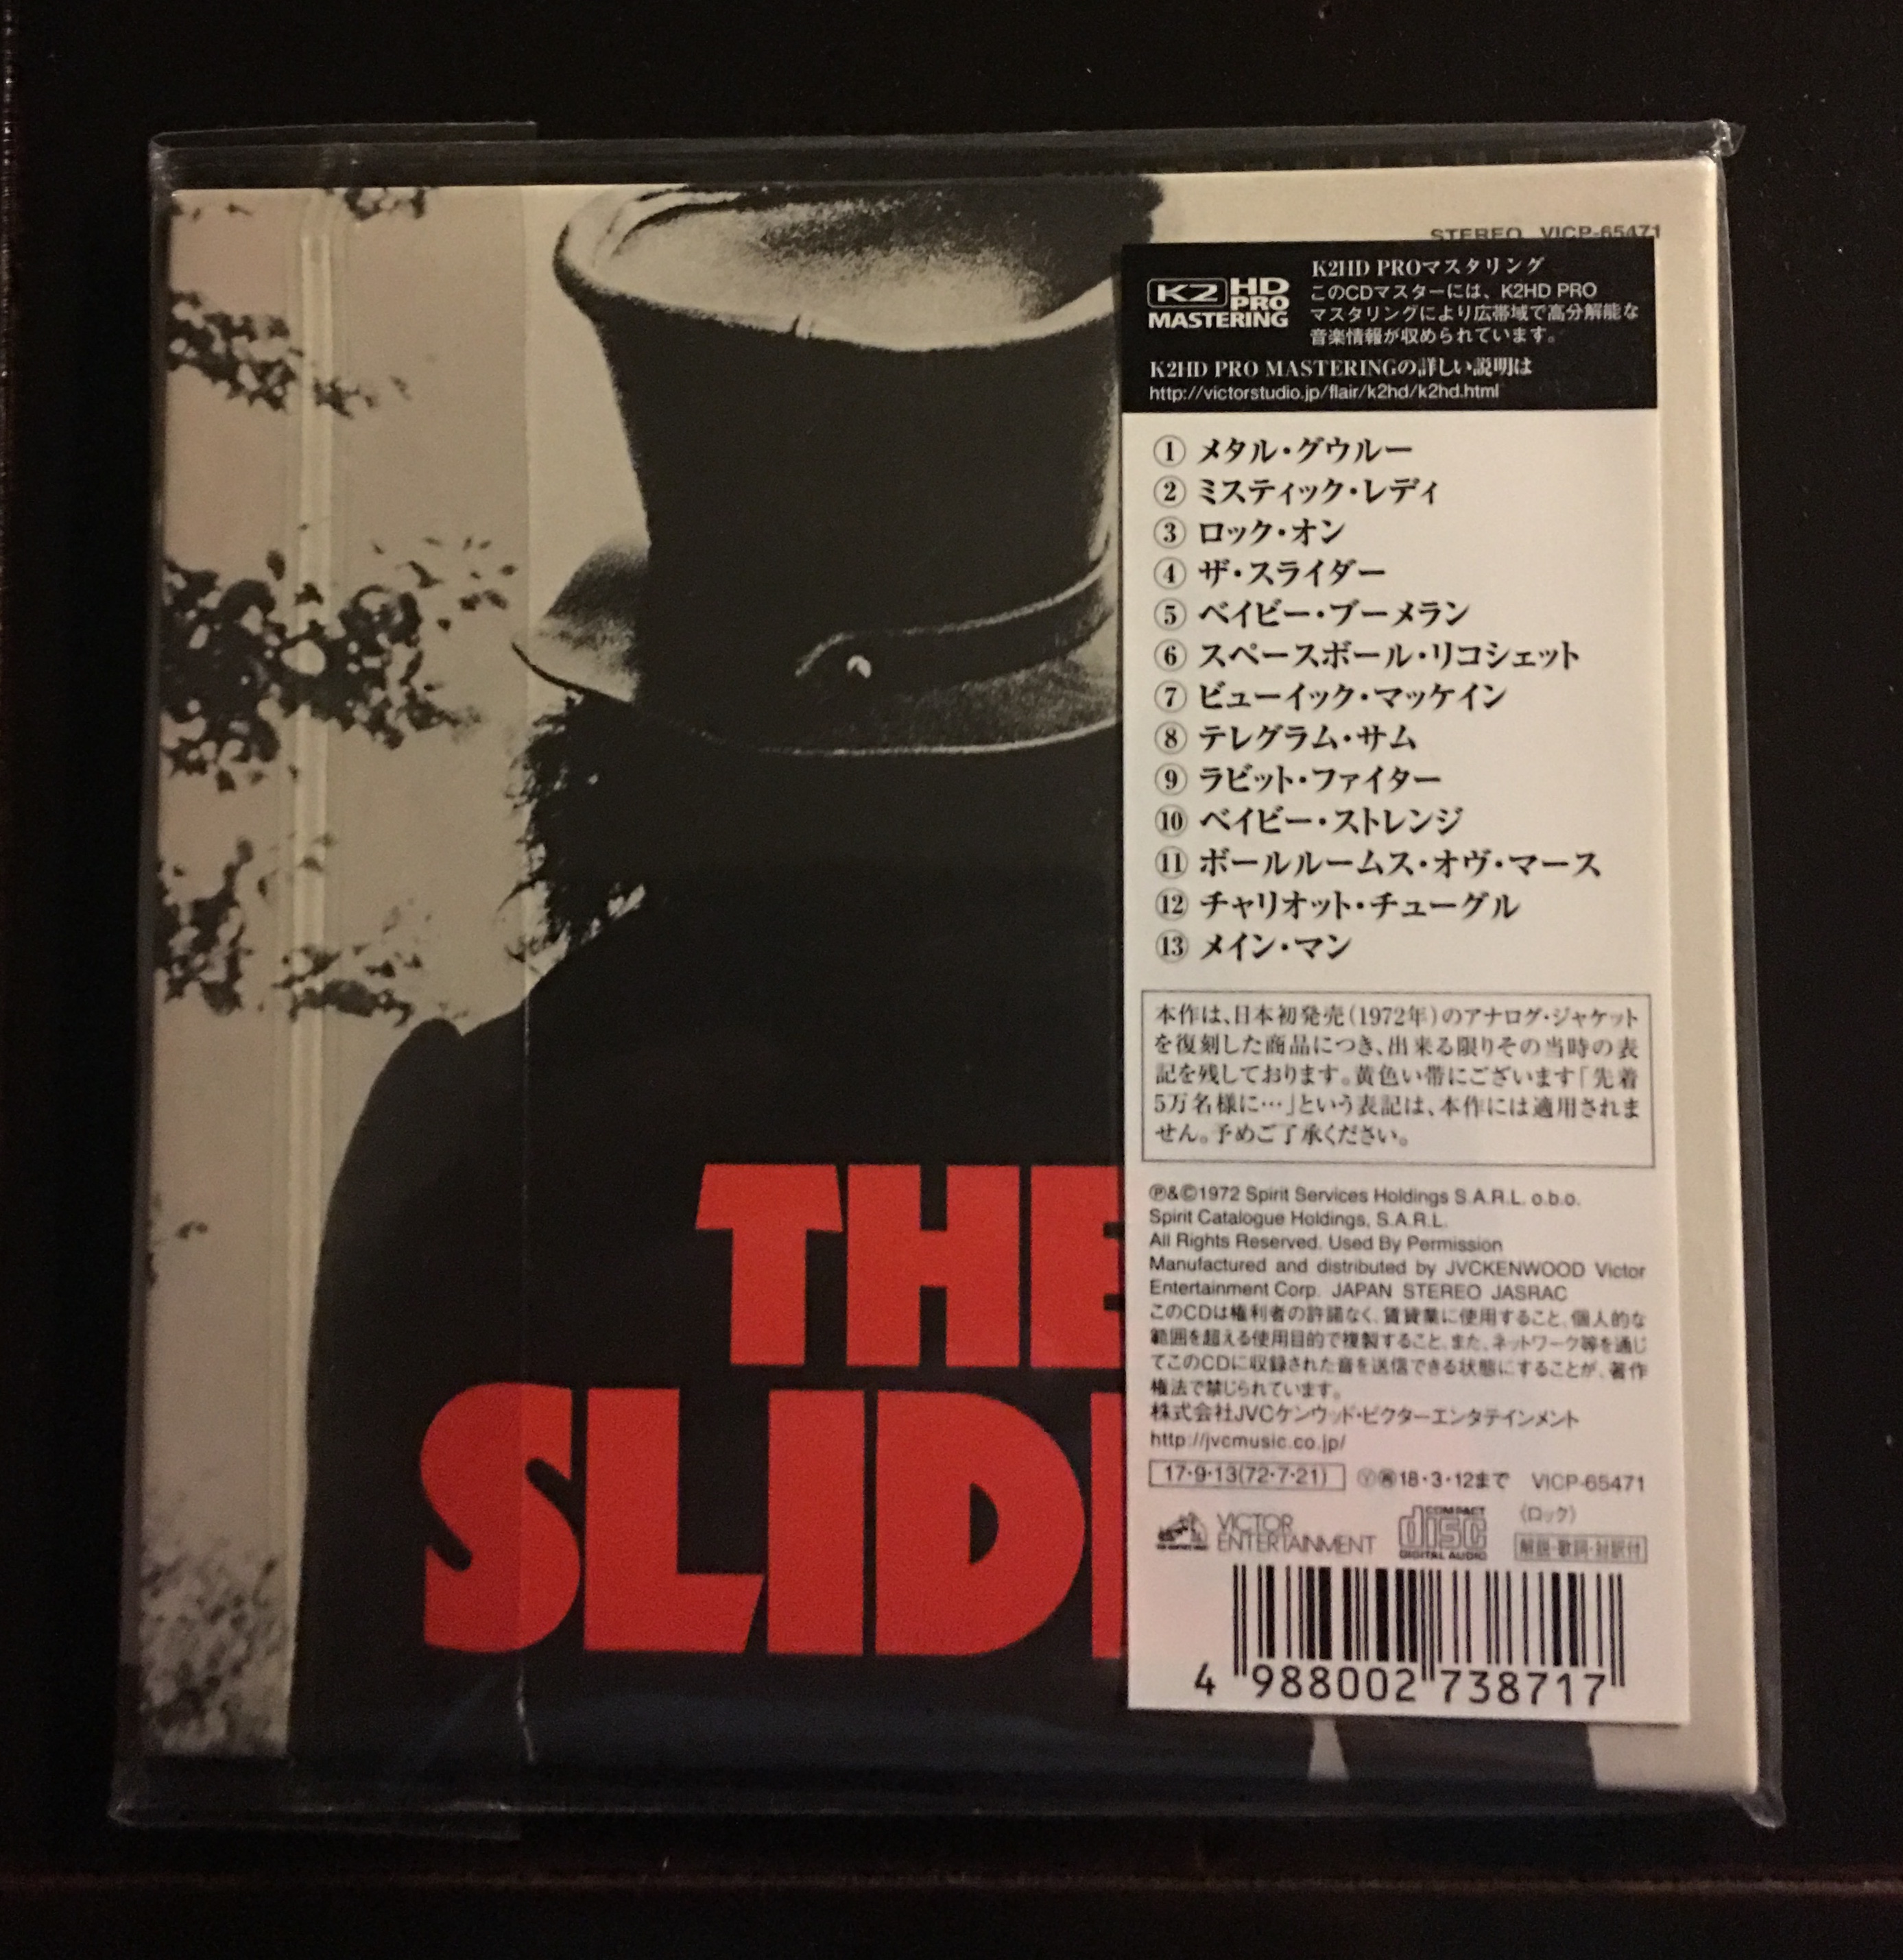 STEREO VICP-65471
K2 HD
PRO
MASTERING
K2HD PROマスタリング
このCDマスターには、K2HD PRO
マスタリングにより広帯域で高分解能な
音楽情報が収められています。
K2HD PRO MASTERINGの詳しい説明は
http://victorstudio.jp/flair/k2hd/k2hd.html
① メタル・グウルー
② ミスティック・レディ
③ ロック・オン
④ ザ・スライダー
⑤ ベイビー・ブーメラン
⑥ スペースボール・リコシェット
⑦ ビューイック・マッケイン
⑧ テレグラム・サム
⑨ ラビット・ファイター
⑩ ベイビー・ストレンジ
⑪ ボールルームス・オヴ・マース
⑫ チャリオット・チューグル
⑬ メイン・マン
本作は、日本初発売(1972年)のアナログ・ジャケット
を復刻した商品につき、出来る限りその当時の表
記を残しております。黄色い帯にございます「先着
5万名様に…」という表記は、本作には適用されま
せん。予めご了承ください。
Ⓟ&©1972 Spirit Services Holdings S.A.R.L. o.b.o.
Spirit Catalogue Holdings, S.A.R.L.
All Rights Reserved. Used By Permission
Manufactured and distributed by JVCKENWOOD Victor
Entertainment Corp. JAPAN STEREO JASRAC
このCDは権利者の許諾なく、賃貸業に使用すること、個人的な
範囲を超える使用目的で複製すること、また、ネットワーク等を通じ
てこのCDに収録された音を送信できる状態にすることが、著作
権法で禁じられています。
株式会社JVCケンウッド・ビクターエンタテインメント
http://jvcmusic.co.jp/
17・9・13(72・7・21) Ⓨ 18・3・12まで VICP-65471
VICTOR
ENTERTAINMENT
COMPACT
disc
DIGITAL AUDIO
〈ロック〉
解説・歌詞・対訳付
4 988002 738717
THE
SLID